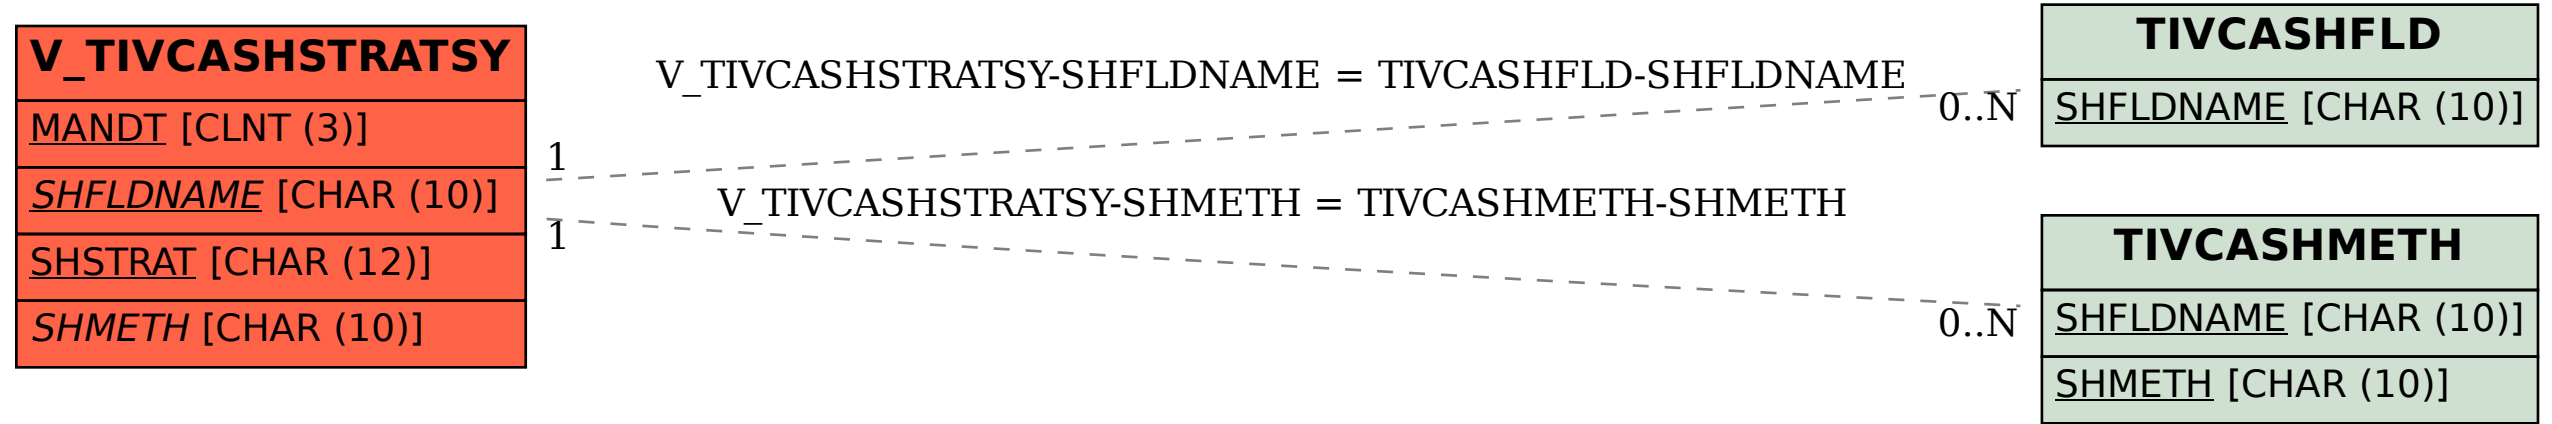 V_TIVCASHSTRATSY
MANDT [CLNT (3)]
SHFLDNAME [CHAR (10)]
SHSTRAT [CHAR (12)]
SHMETH [CHAR (10)]
V_TIVCASHSTRATSY-SHFLDNAME = TIVCASHFLD-SHFLDNAME
1
0..N
V_TIVCASHSTRATSY-SHMETH = TIVCASHMETH-SHMETH
1
0..N
TIVCASHFLD
SHFLDNAME [CHAR (10)]
TIVCASHMETH
SHFLDNAME [CHAR (10)]
SHMETH [CHAR (10)]